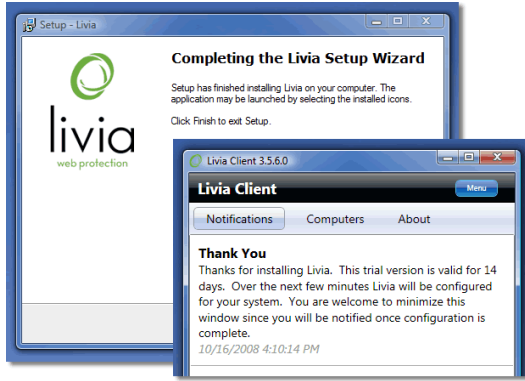 Setup - Livia
Completing the Livia Setup Wizard
Setup has finished installing Livia on your computer. The
application may be launched by selecting the installed icons.
Click Finish to exit Setup.
livia
web protection
Livia Client 3.5.6.0
Livia Client
Menu
Notifications
Computers
About
Thank You
Thanks for installing Livia. This trial version is valid for 14
days. Over the next few minutes Livia will be configured
for your system. You are welcome to minimize this
window since you will be notified once configuration is
complete.
10/16/2008 4:10:14 PM